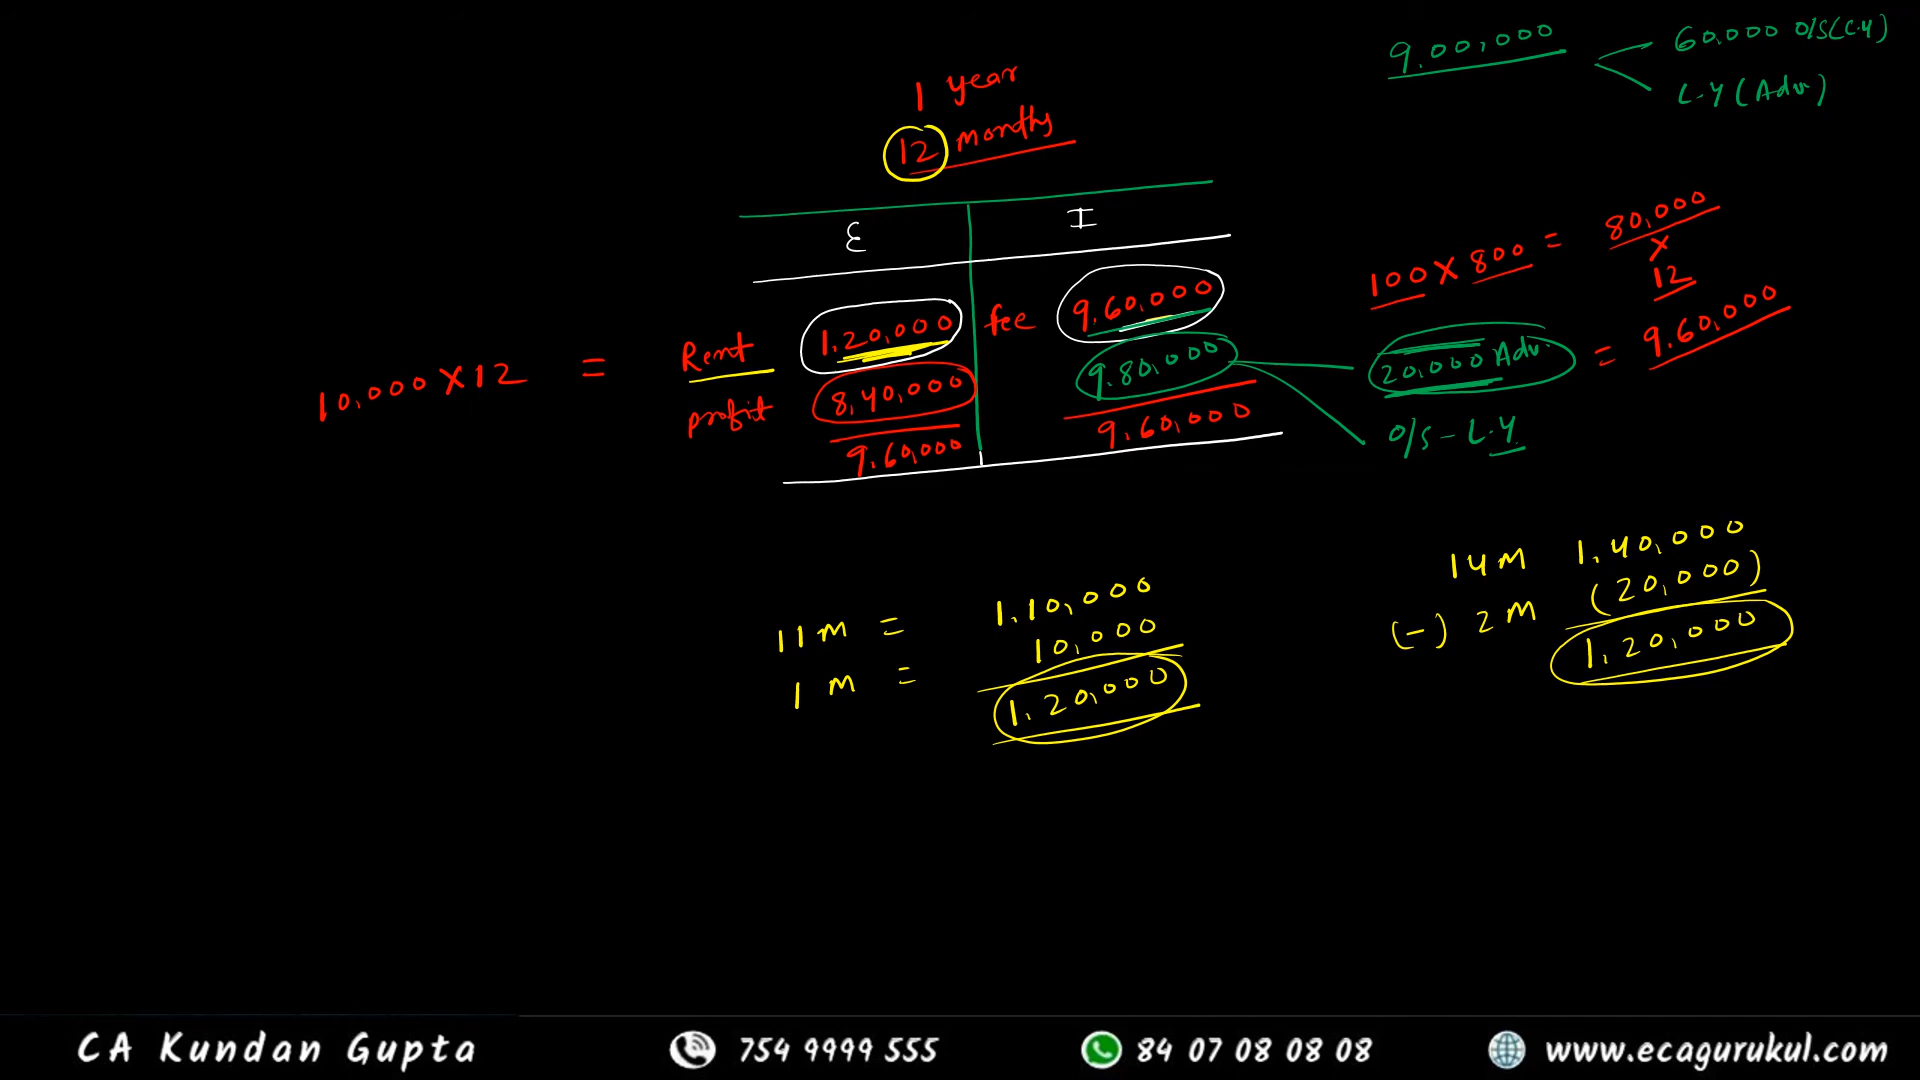 9.00,000
60,000 O/S(C.Y)
L-Y (Adv)
1 year
12 months
E I
100 X 800 = 80,000
X
12
= 9.60,000
10,000 X 12 = Rent 1,20,000 fee 9,60,000
profit 8,40,000 9.80,000
9,60,000 9,60,000
20,000 Adv.
O/S - L.Y.
11 M = 1,10,000
1 M = 10,000
1,20,000
14 M 1,40,000
(-) 2 M (20,000)
1,20,000
CA Kundan Gupta 754 9999 555 84 07 08 08 08 www.ecagurukul.com